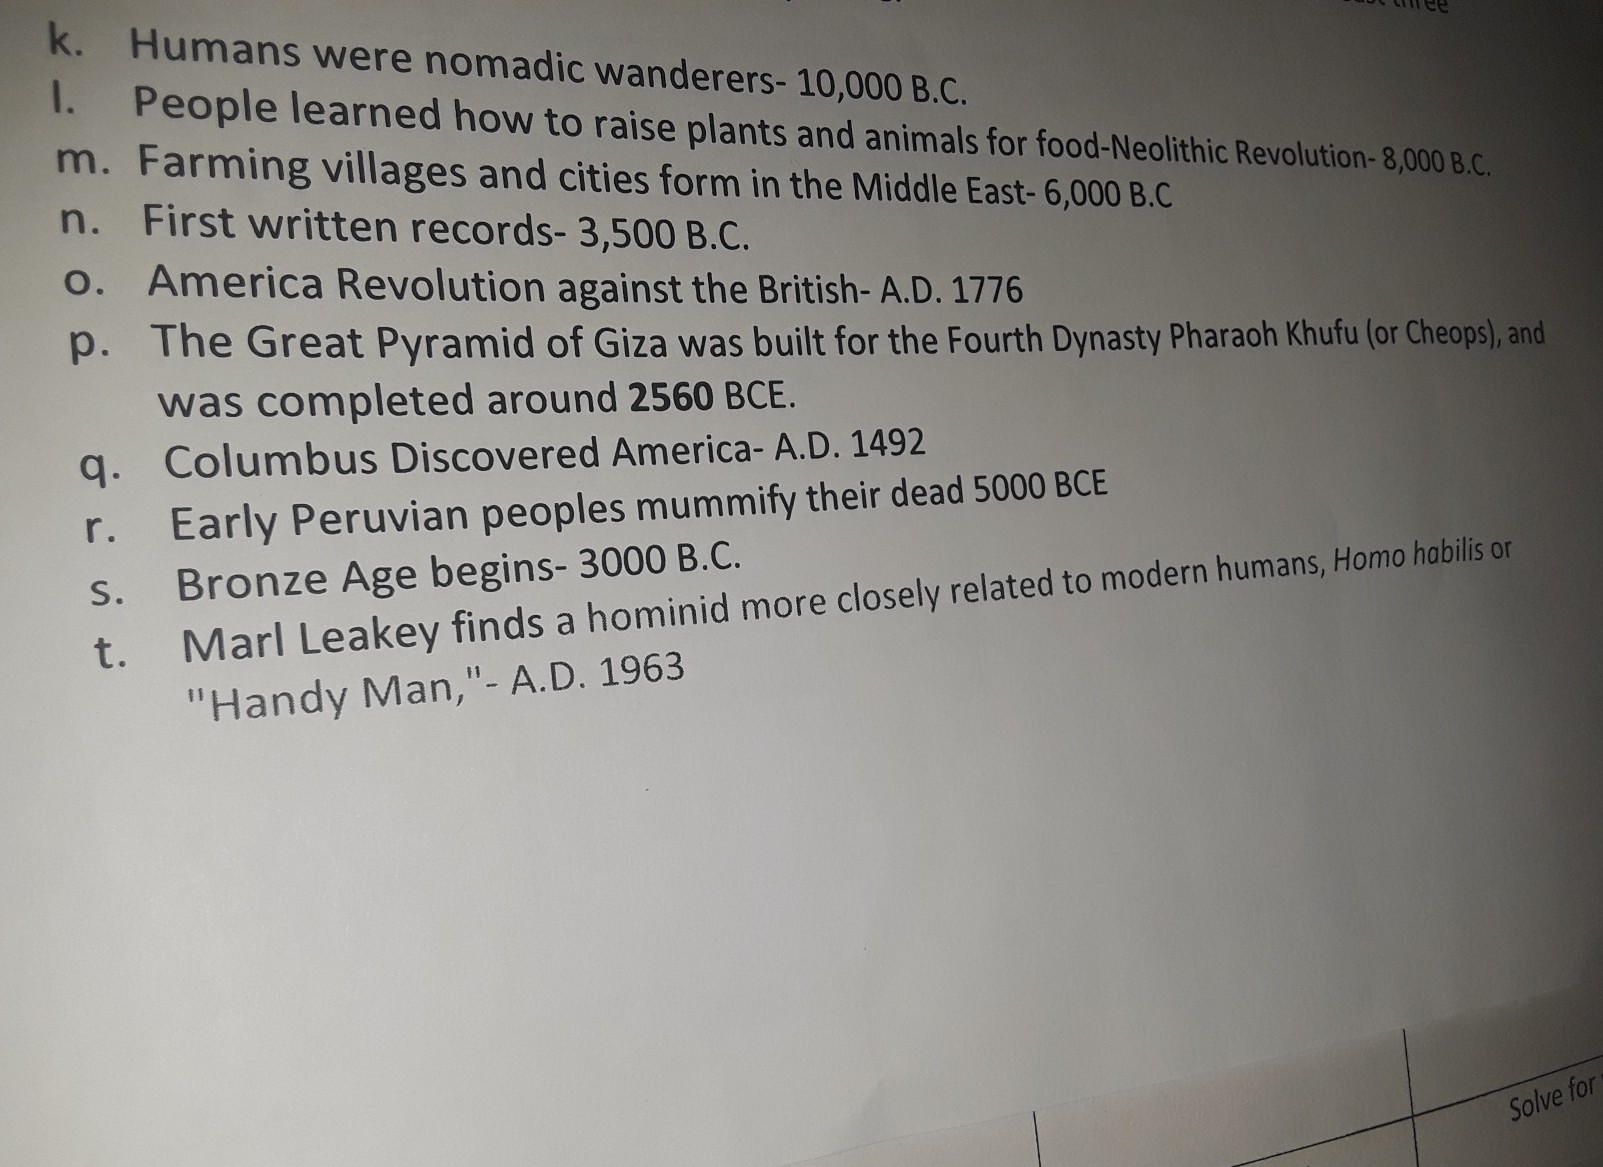 three
k. Humans were nomadic wanderers- 10,000 B.C.
l. People learned how to raise plants and animals for food-Neolithic Revolution- 8,000 B.C.
m. Farming villages and cities form in the Middle East- 6,000 B.C
n. First written records- 3,500 B.C.
o. America Revolution against the British- A.D. 1776
p. The Great Pyramid of Giza was built for the Fourth Dynasty Pharaoh Khufu (or Cheops), and
was completed around 2560 BCE.
q. Columbus Discovered America- A.D. 1492
r. Early Peruvian peoples mummify their dead 5000 BCE
s. Bronze Age begins- 3000 B.C.
t. Marl Leakey finds a hominid more closely related to modern humans, Homo habilis or
"Handy Man,"- A.D. 1963
Solve for